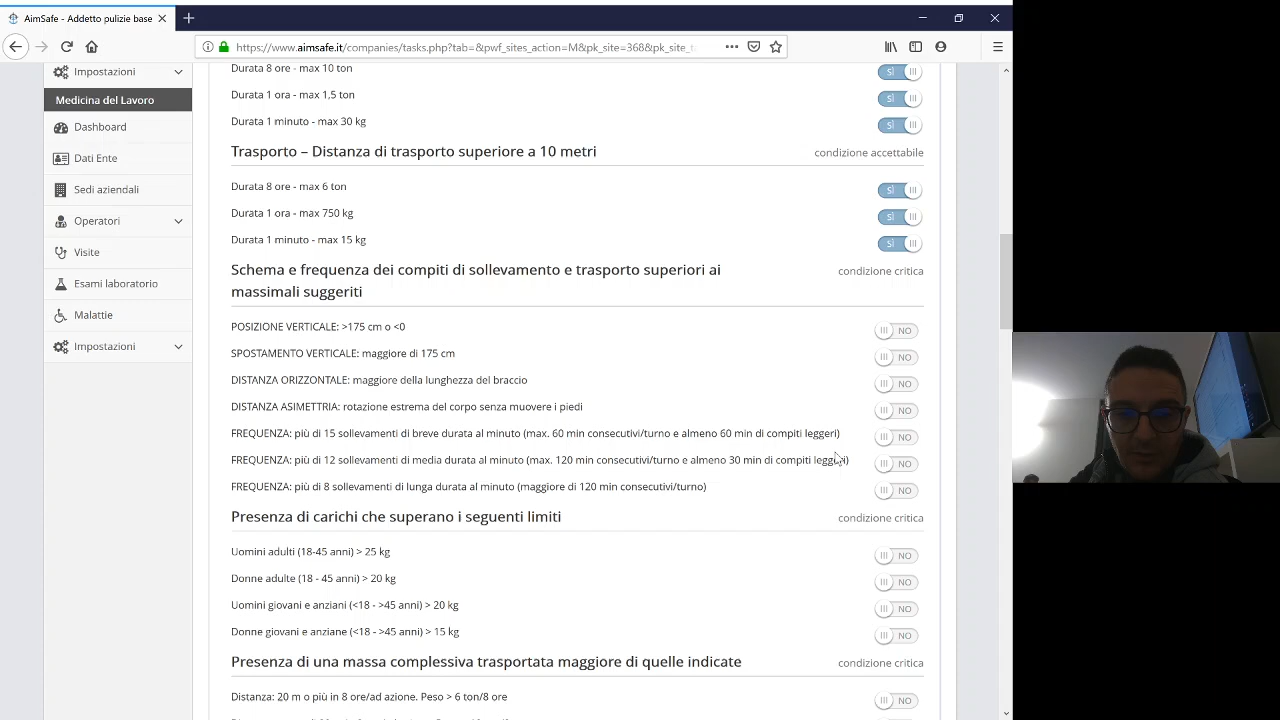 AimSafe - Addetto pulizie base
https://www.aimsafe.it/companies/tasks.php?tab=&pwf_sites_action=M&pk_site=368&pk_site_t
Impostazioni
Medicina del Lavoro
Dashboard
Dati Ente
Sedi aziendali
Operatori
Visite
Esami laboratorio
Malattie
Impostazioni
Durata 8 ore - max 10 ton SÌ
Durata 1 ora - max 1,5 ton SÌ
Durata 1 minuto - max 30 kg SÌ
Trasporto – Distanza di trasporto superiore a 10 metri condizione accettabile
Durata 8 ore - max 6 ton SÌ
Durata 1 ora - max 750 kg SÌ
Durata 1 minuto - max 15 kg SÌ
Schema e frequenza dei compiti di sollevamento e trasporto superiori ai condizione critica
massimali suggeriti
POSIZIONE VERTICALE: >175 cm o <0 NO
SPOSTAMENTO VERTICALE: maggiore di 175 cm NO
DISTANZA ORIZZONTALE: maggiore della lunghezza del braccio NO
DISTANZA ASIMETTRIA: rotazione estrema del corpo senza muovere i piedi NO
FREQUENZA: più di 15 sollevamenti di breve durata al minuto (max. 60 min consecutivi/turno e almeno 60 min di compiti leggeri) NO
FREQUENZA: più di 12 sollevamenti di media durata al minuto (max. 120 min consecutivi/turno e almeno 30 min di compiti leggeri) NO
FREQUENZA: più di 8 sollevamenti di lunga durata al minuto (maggiore di 120 min consecutivi/turno) NO
Presenza di carichi che superano i seguenti limiti condizione critica
Uomini adulti (18-45 anni) > 25 kg NO
Donne adulte (18 - 45 anni) > 20 kg NO
Uomini giovani e anziani (<18 - >45 anni) > 20 kg NO
Donne giovani e anziane (<18 - >45 anni) > 15 kg NO
Presenza di una massa complessiva trasportata maggiore di quelle indicate condizione critica
Distanza: 20 m o più in 8 ore/ad azione. Peso > 6 ton/8 ore NO